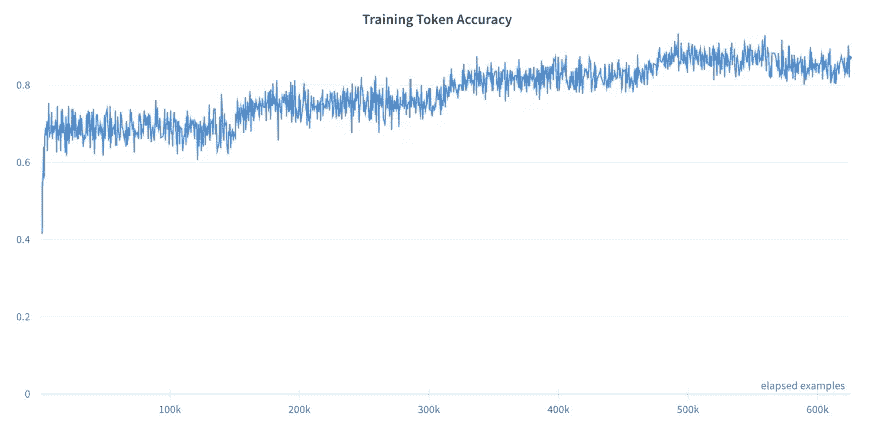 Training Token Accuracy
0.8
0.6
0.4
0.2
0
elapsed examples
100k
200k
300k
400k
500k
600k